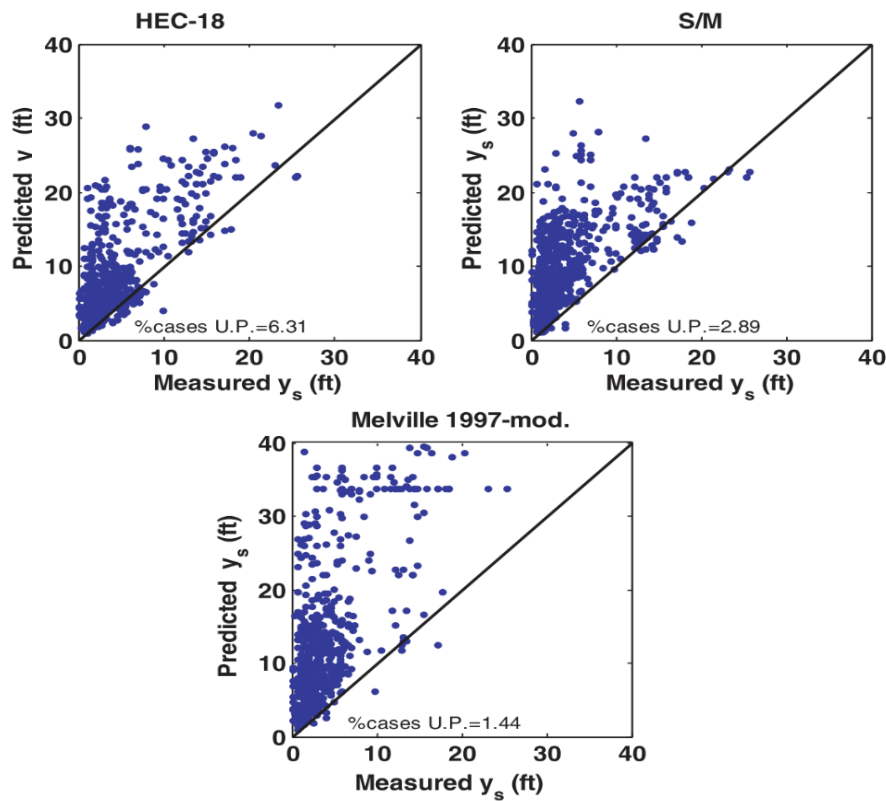 HEC-18
S/M
40
30
20
10
0
Predicted y (ft)
%cases U.P.=6.31
0 10 20 30 40
Measured ys (ft)
40
30
20
10
0
Predicted ys (ft)
%cases U.P.=2.89
0 10 20 30 40
Measured ys (ft)
Melville 1997-mod.
40
30
20
10
0
Predicted ys (ft)
%cases U.P.=1.44
0 10 20 30 40
Measured ys (ft)